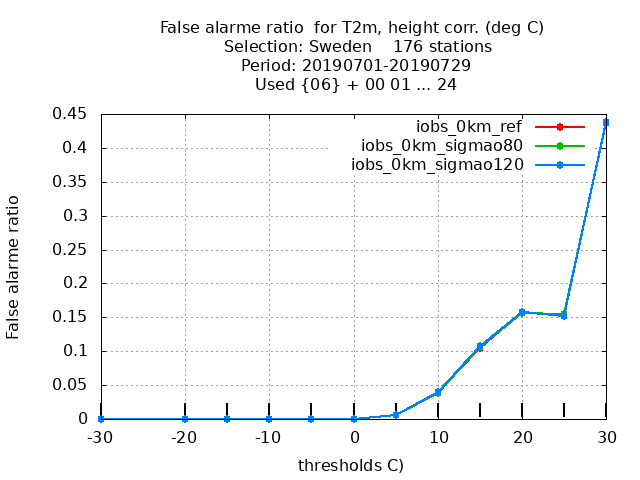 False alarme ratio  for T2m, height corr. (deg C)
Selection: Sweden    176 stations
Period: 20190701-20190729
Used {06} + 00 01 ... 24
False alarme ratio
0.45
0.4
0.35
0.3
0.25
0.2
0.15
0.1
0.05
0
iobs_0km_ref
iobs_0km_sigmao80
iobs_0km_sigmao120
-30 -20 -10 0 10 20 30
thresholds C)